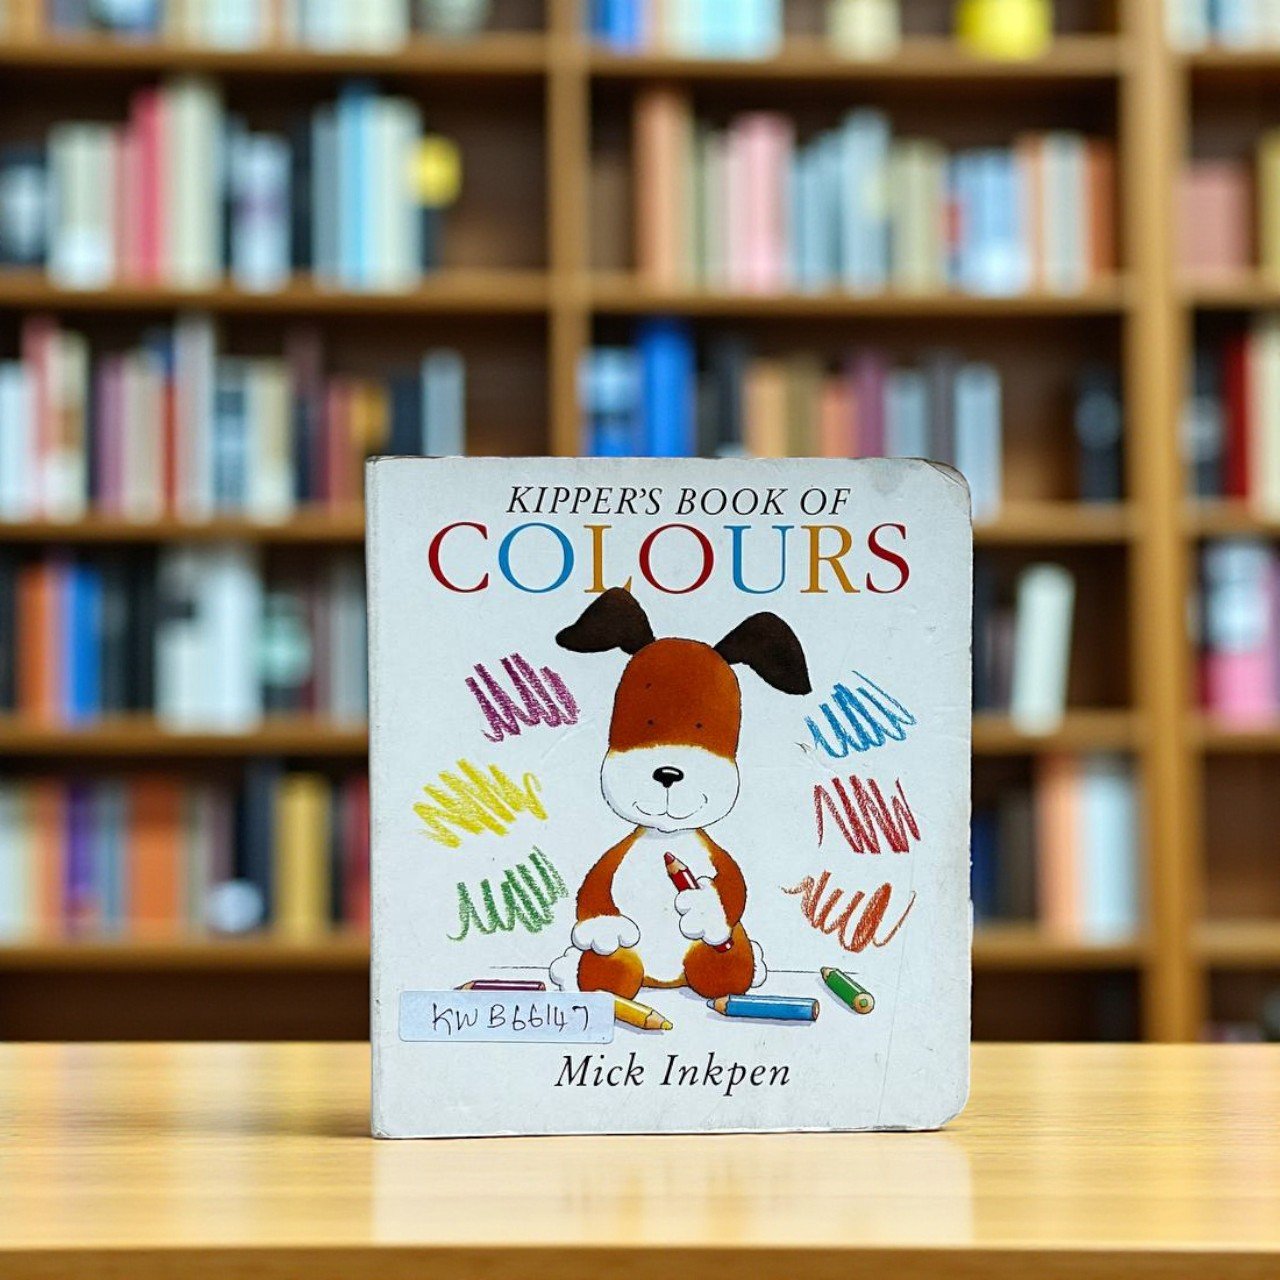 KIPPER'S BOOK OF
COLOURS
KW B66147
Mick Inkpen